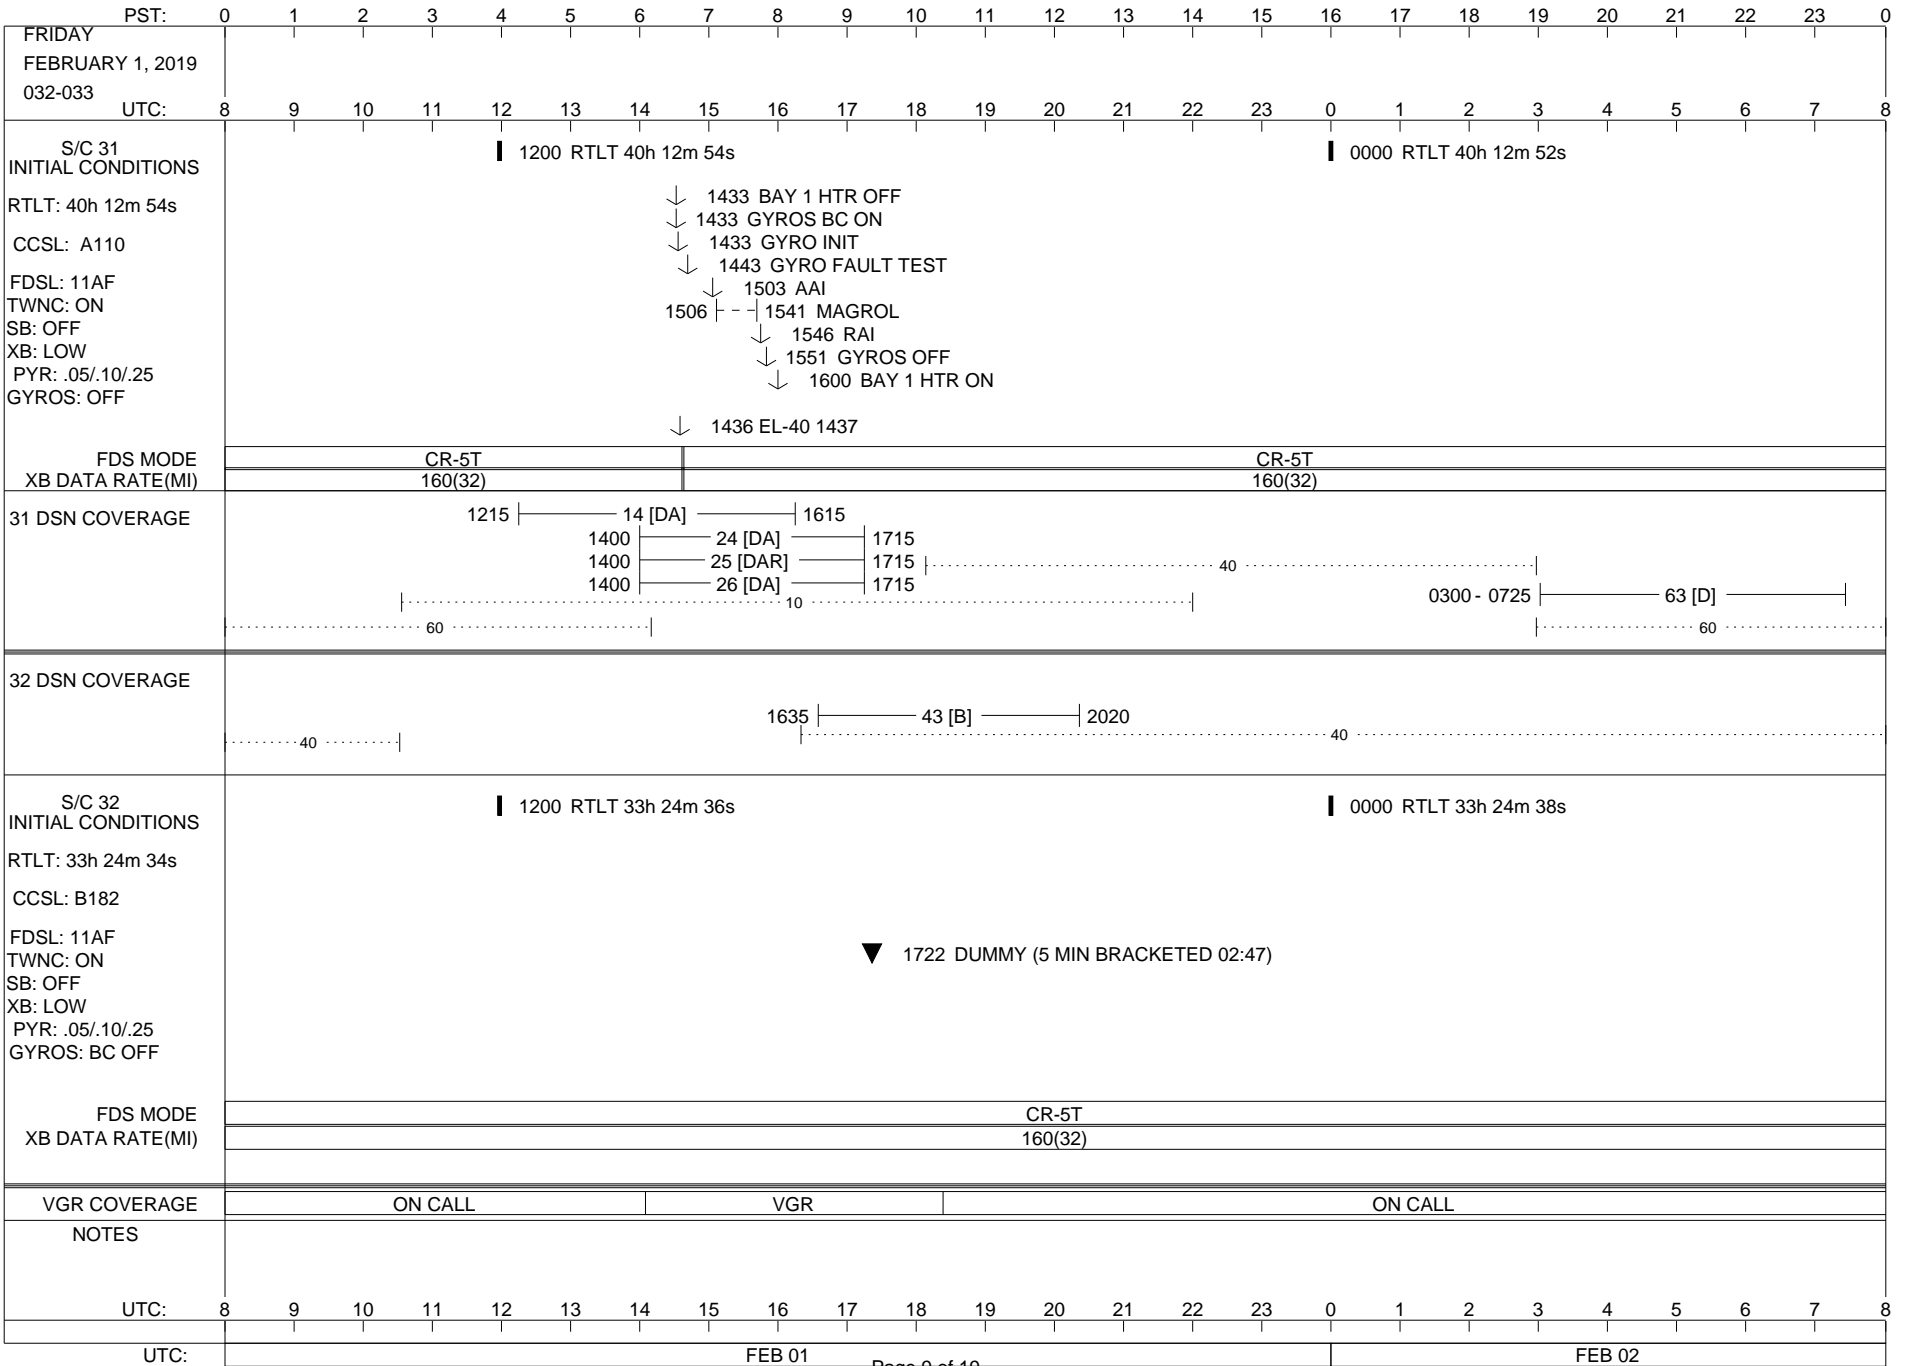 PST: 0 1 2 3 4 5 6 7 8 9 10 11 12 13 14 15 16 17 18 19 20 21 22 23 0
FRIDAY
FEBRUARY 1, 2019
032-033
UTC: 8 9 10 11 12 13 14 15 16 17 18 19 20 21 22 23 0 1 2 3 4 5 6 7 8
S/C 31
INITIAL CONDITIONS
RTLT: 40h 12m 54s
CCSL: A110
FDSL: 11AF
TWNC: ON
SB: OFF
XB: LOW
PYR: .05/.10/.25
GYROS: OFF
1200 RTLT 40h 12m 54s
0000 RTLT 40h 12m 52s
1433 BAY 1 HTR OFF
1433 GYROS BC ON
1433 GYRO INIT
1443 GYRO FAULT TEST
1503 AAI
1506 1541 MAGROL
1546 RAI
1551 GYROS OFF
1600 BAY 1 HTR ON
1436 EL-40 1437
FDS MODE CR-5T CR-5T
XB DATA RATE(MI) 160(32) 160(32)
31 DSN COVERAGE
1215 14 [DA] 1615
1400 24 [DA] 1715
1400 25 [DAR] 1715
40
1400 26 [DA] 1715
0300 - 0725 63 [D]
10
60 60
32 DSN COVERAGE
1635 43 [B] 2020
40 40
S/C 32
INITIAL CONDITIONS
RTLT: 33h 24m 34s
CCSL: B182
FDSL: 11AF
TWNC: ON
SB: OFF
XB: LOW
PYR: .05/.10/.25
GYROS: BC OFF
1200 RTLT 33h 24m 36s
0000 RTLT 33h 24m 38s
1722 DUMMY (5 MIN BRACKETED 02:47)
FDS MODE CR-5T
XB DATA RATE(MI) 160(32)
VGR COVERAGE ON CALL VGR ON CALL
NOTES
UTC: 8 9 10 11 12 13 14 15 16 17 18 19 20 21 22 23 0 1 2 3 4 5 6 7 8
UTC: FEB 01 FEB 02
Page 9 of 10